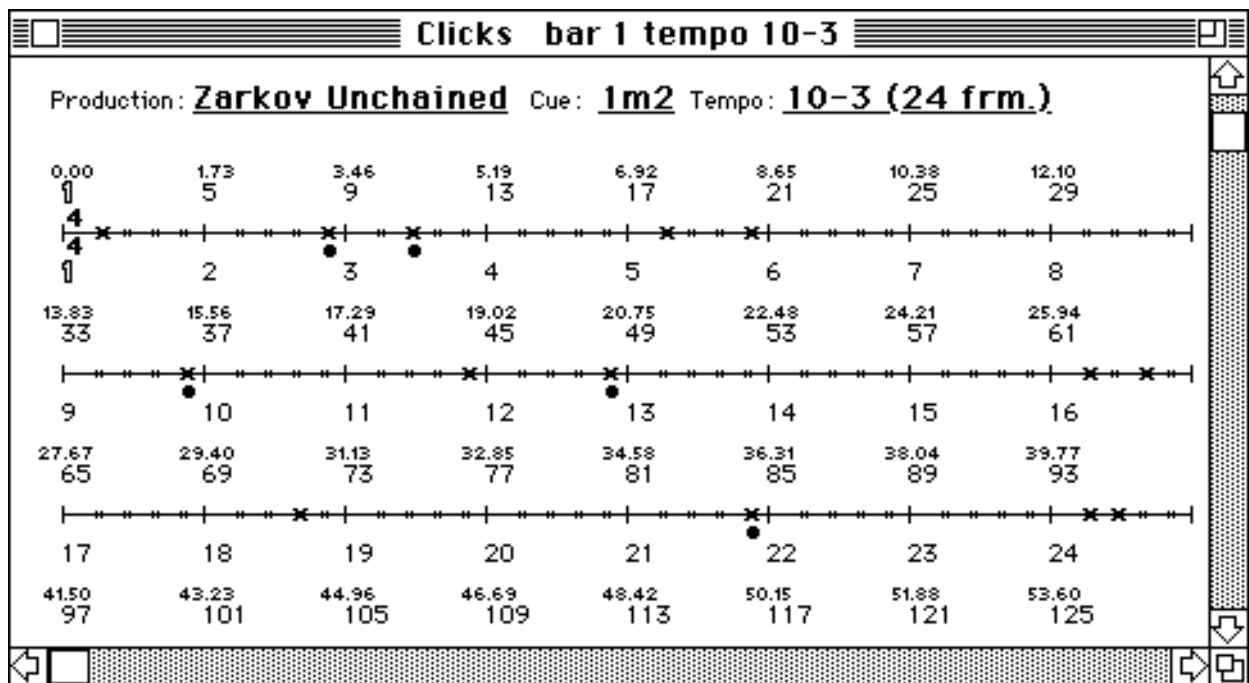 Clicks bar 1 tempo 10-3
Production: Zarkov Unchained Cue: 1m2 Tempo: 10-3 (24 frm.)
0.00 1.73 3.46 5.19 6.92 8.65 10.38 12.10
1 5 9 13 17 21 25 29
4
4
1 2 3 4 5 6 7 8
13.83 15.56 17.29 19.02 20.75 22.48 24.21 25.94
33 37 41 45 49 53 57 61
9 10 11 12 13 14 15 16
27.67 29.40 31.13 32.85 34.58 36.31 38.04 39.77
65 69 73 77 81 85 89 93
17 18 19 20 21 22 23 24
41.50 43.23 44.96 46.69 48.42 50.15 51.88 53.60
97 101 105 109 113 117 121 125